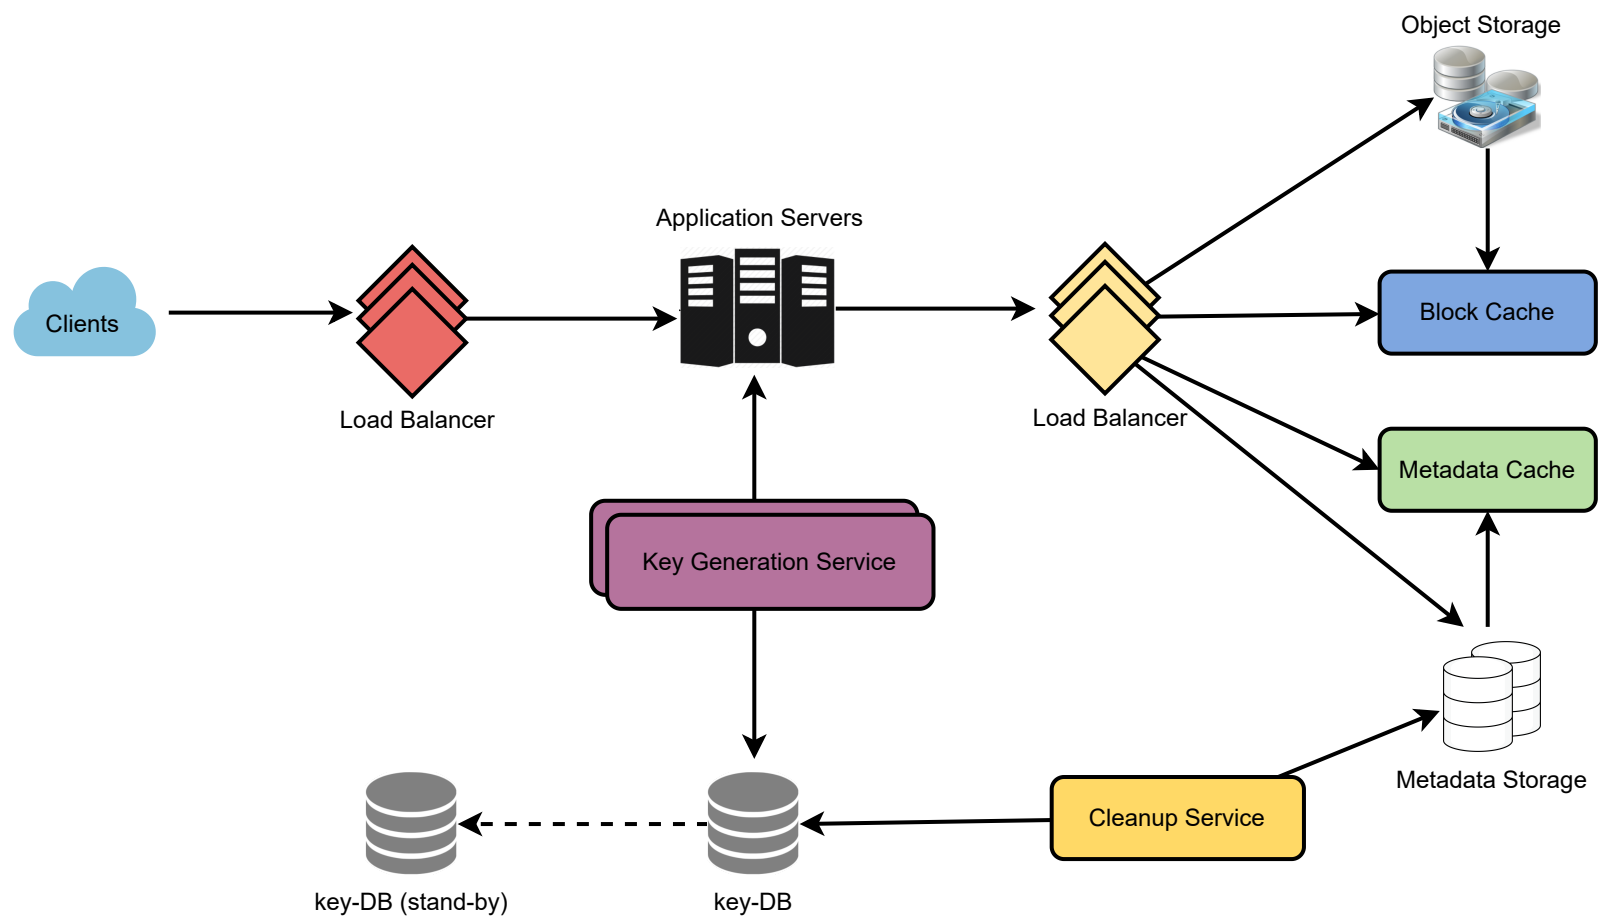 Object Storage
Application Servers
Clients
Block Cache
Load Balancer
Load Balancer
Metadata Cache
Key Generation Service
Metadata Storage
Cleanup Service
key-DB (stand-by)
key-DB